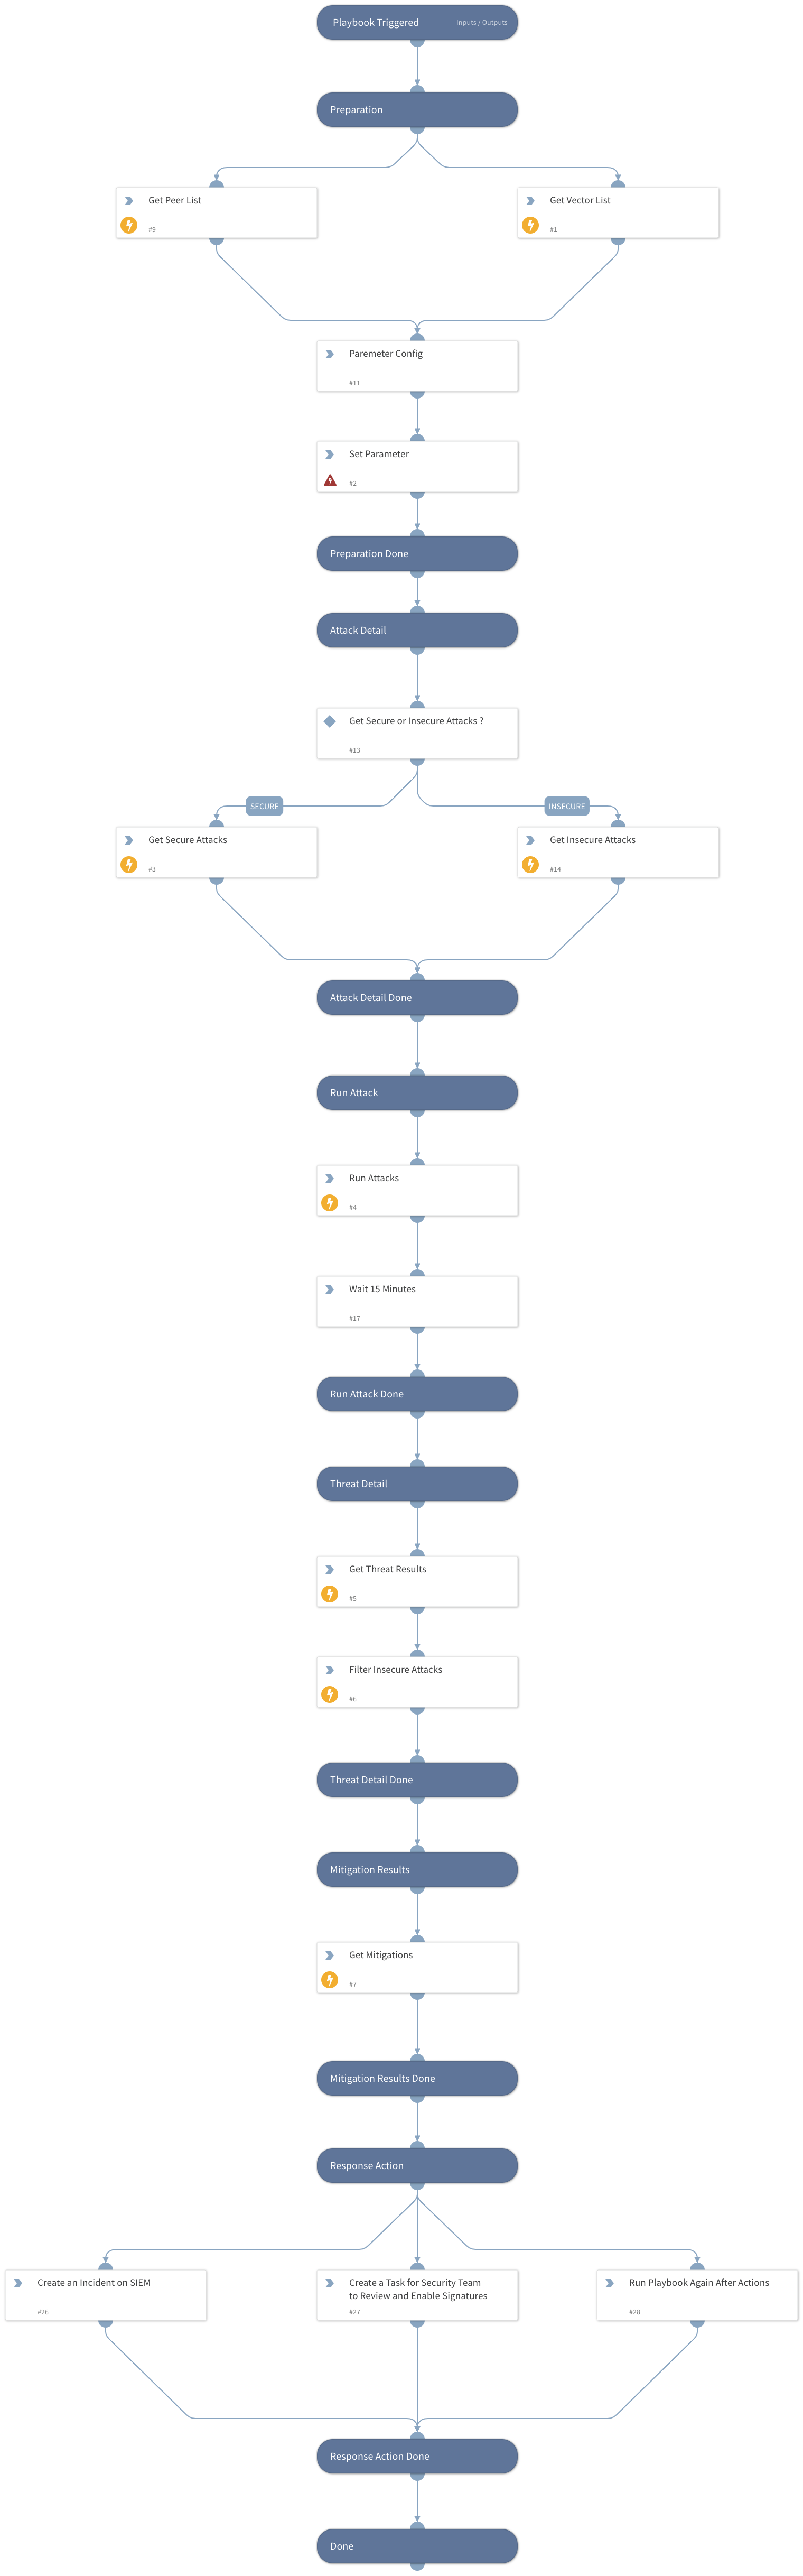 Playbook Triggered Inputs / Outputs
Preparation
Get Peer List
#9
Get Vector List
#1
Paremeter Config
#11
Set Parameter
#2
Preparation Done
Attack Detail
Get Secure or Insecure Attacks ?
#13
SECURE
INSECURE
Get Secure Attacks
#3
Get Insecure Attacks
#14
Attack Detail Done
Run Attack
Run Attacks
#4
Wait 15 Minutes
#17
Run Attack Done
Threat Detail
Get Threat Results
#5
Filter Insecure Attacks
#6
Threat Detail Done
Mitigation Results
Get Mitigations
#7
Mitigation Results Done
Response Action
Create an Incident on SIEM
#26
Create a Task for Security Team
to Review and Enable Signatures
#27
Run Playbook Again After Actions
#28
Response Action Done
Done